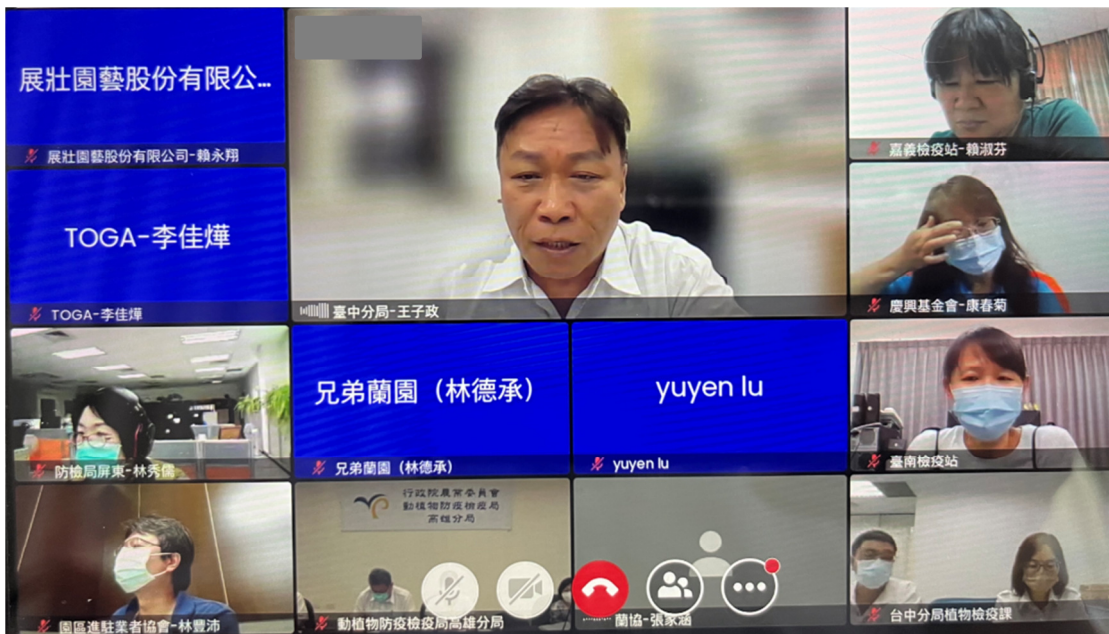 展壯園藝股份有限公...
展壯園藝股份有限公司-賴永翔
TOGA-李佳燁
TOGA-李佳燁
臺中分局-王子政
嘉義檢疫站-賴淑芬
慶興基金會-康春菊
防檢局屏東-林秀儒
兄弟蘭園（林德承）
兄弟蘭園（林德承）
yuyen lu
yuyen lu
臺南檢疫站
園區進駐業者協會-林豐沛
行政院農業委員會
動植物防疫檢疫局
高雄分局
動植物防疫檢疫局高雄分局
蘭協-張家涵
台中分局植物檢疫課